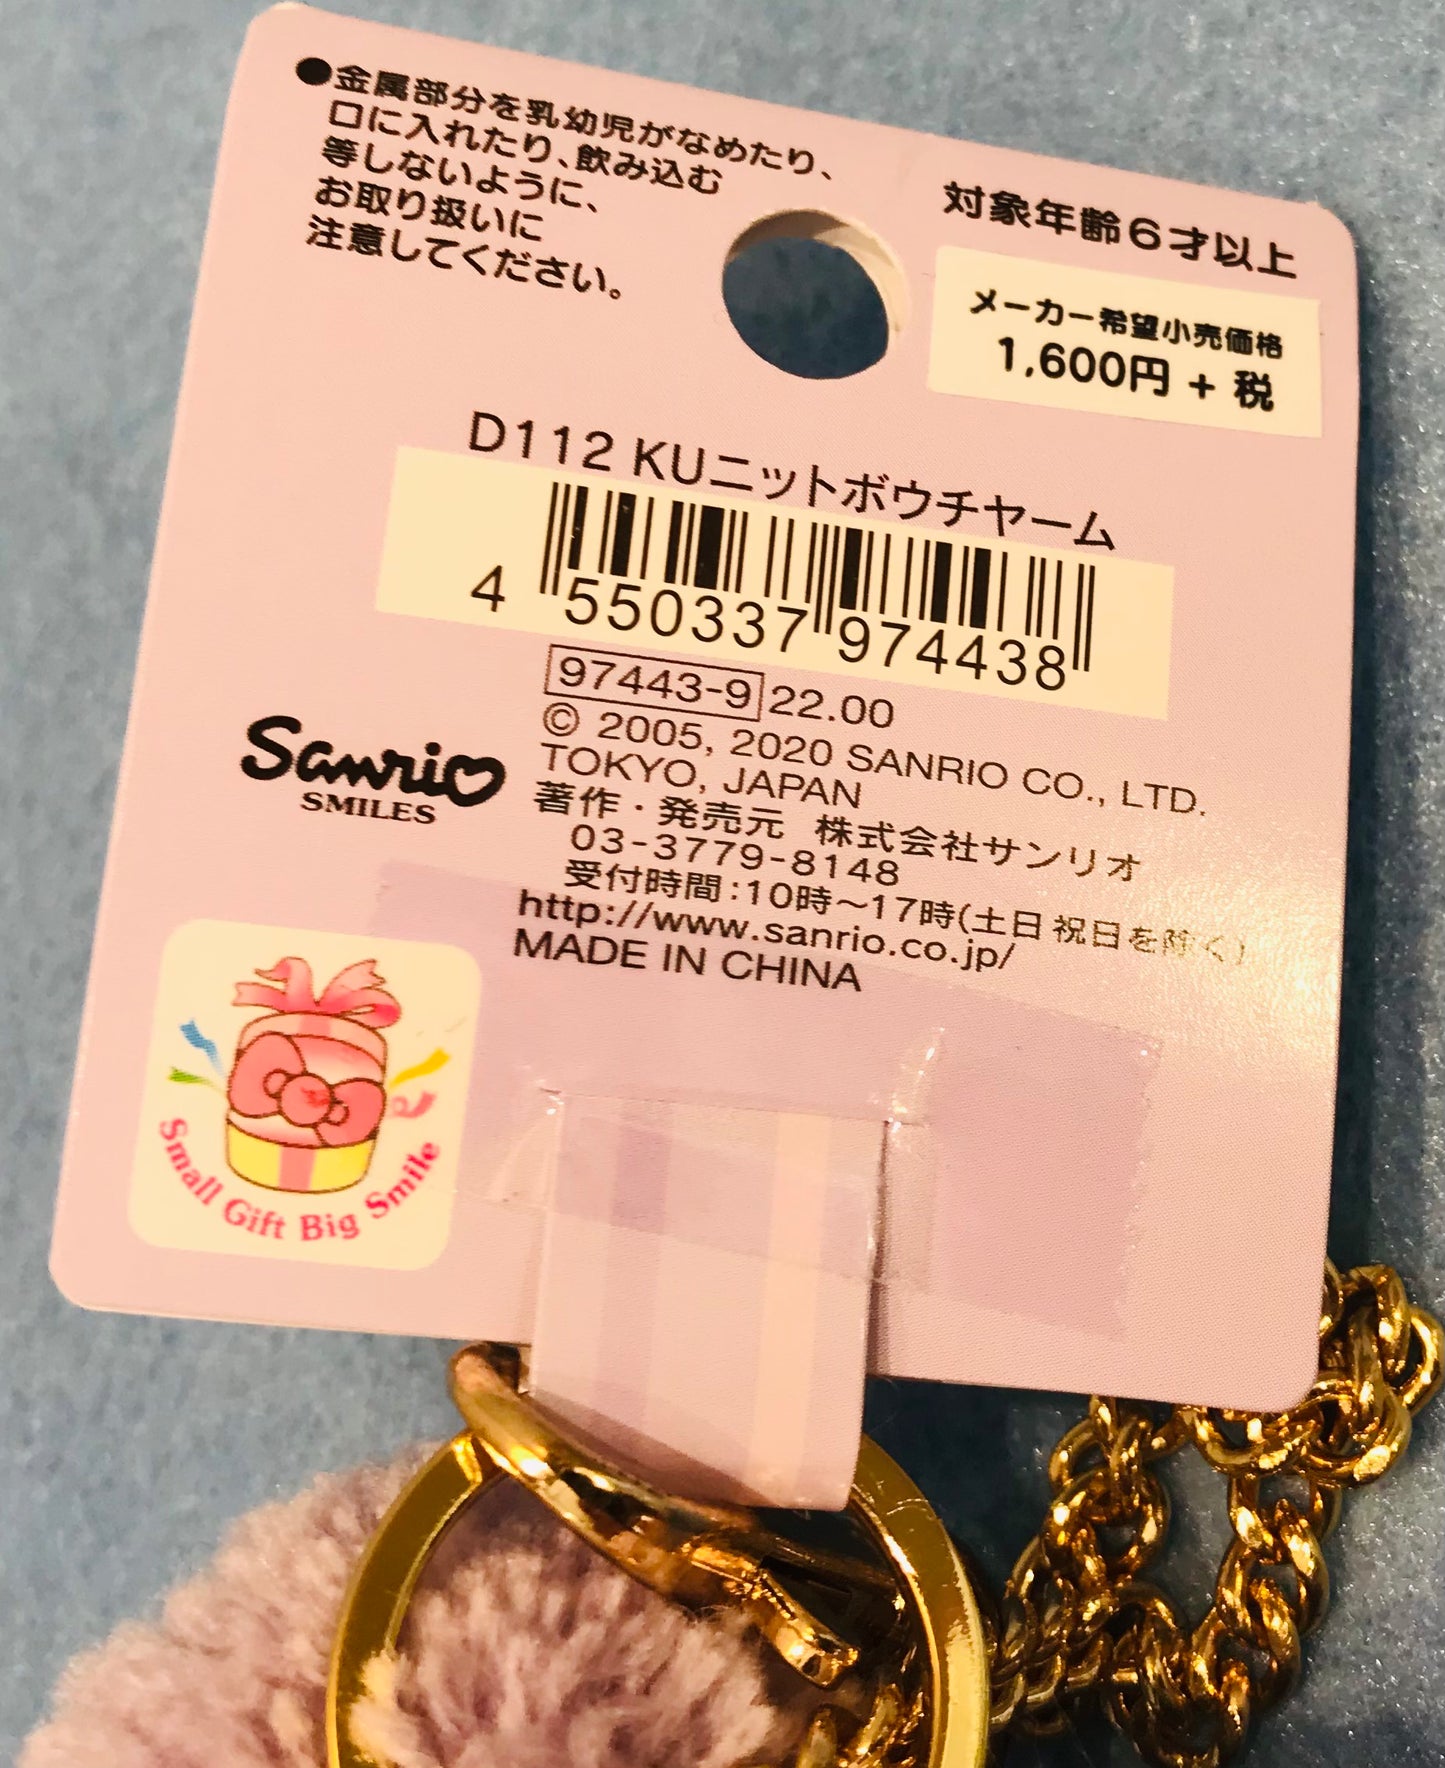 ●金属部分を乳幼児がなめたり、
口に入れたり、飲み込む
等しないように、
お取り扱いに
注意してください。
対象年齢6才以上
メーカー希望小売価格
1,600円 + 税
D112 KUニットボウチャーム
4 550337 974438
97443-9 22.00
© 2005, 2020 SANRIO CO., LTD.
TOKYO, JAPAN
著作・発売元 株式会社サンリオ
03-3779-8148
受付時間:10時～17時(土日祝日を除く)
http://www.sanrio.co.jp/
MADE IN CHINA
Sanrio
SMILES
Small Gift Big Smile